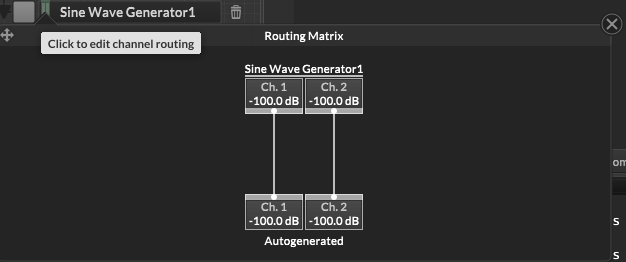 Sine Wave Generator1
Click to edit channel routing
Routing Matrix
Sine Wave Generator1
Ch. 1 Ch. 2
-100.0 dB -100.0 dB
Ch. 1 Ch. 2
-100.0 dB -100.0 dB
Autogenerated
om
s
s